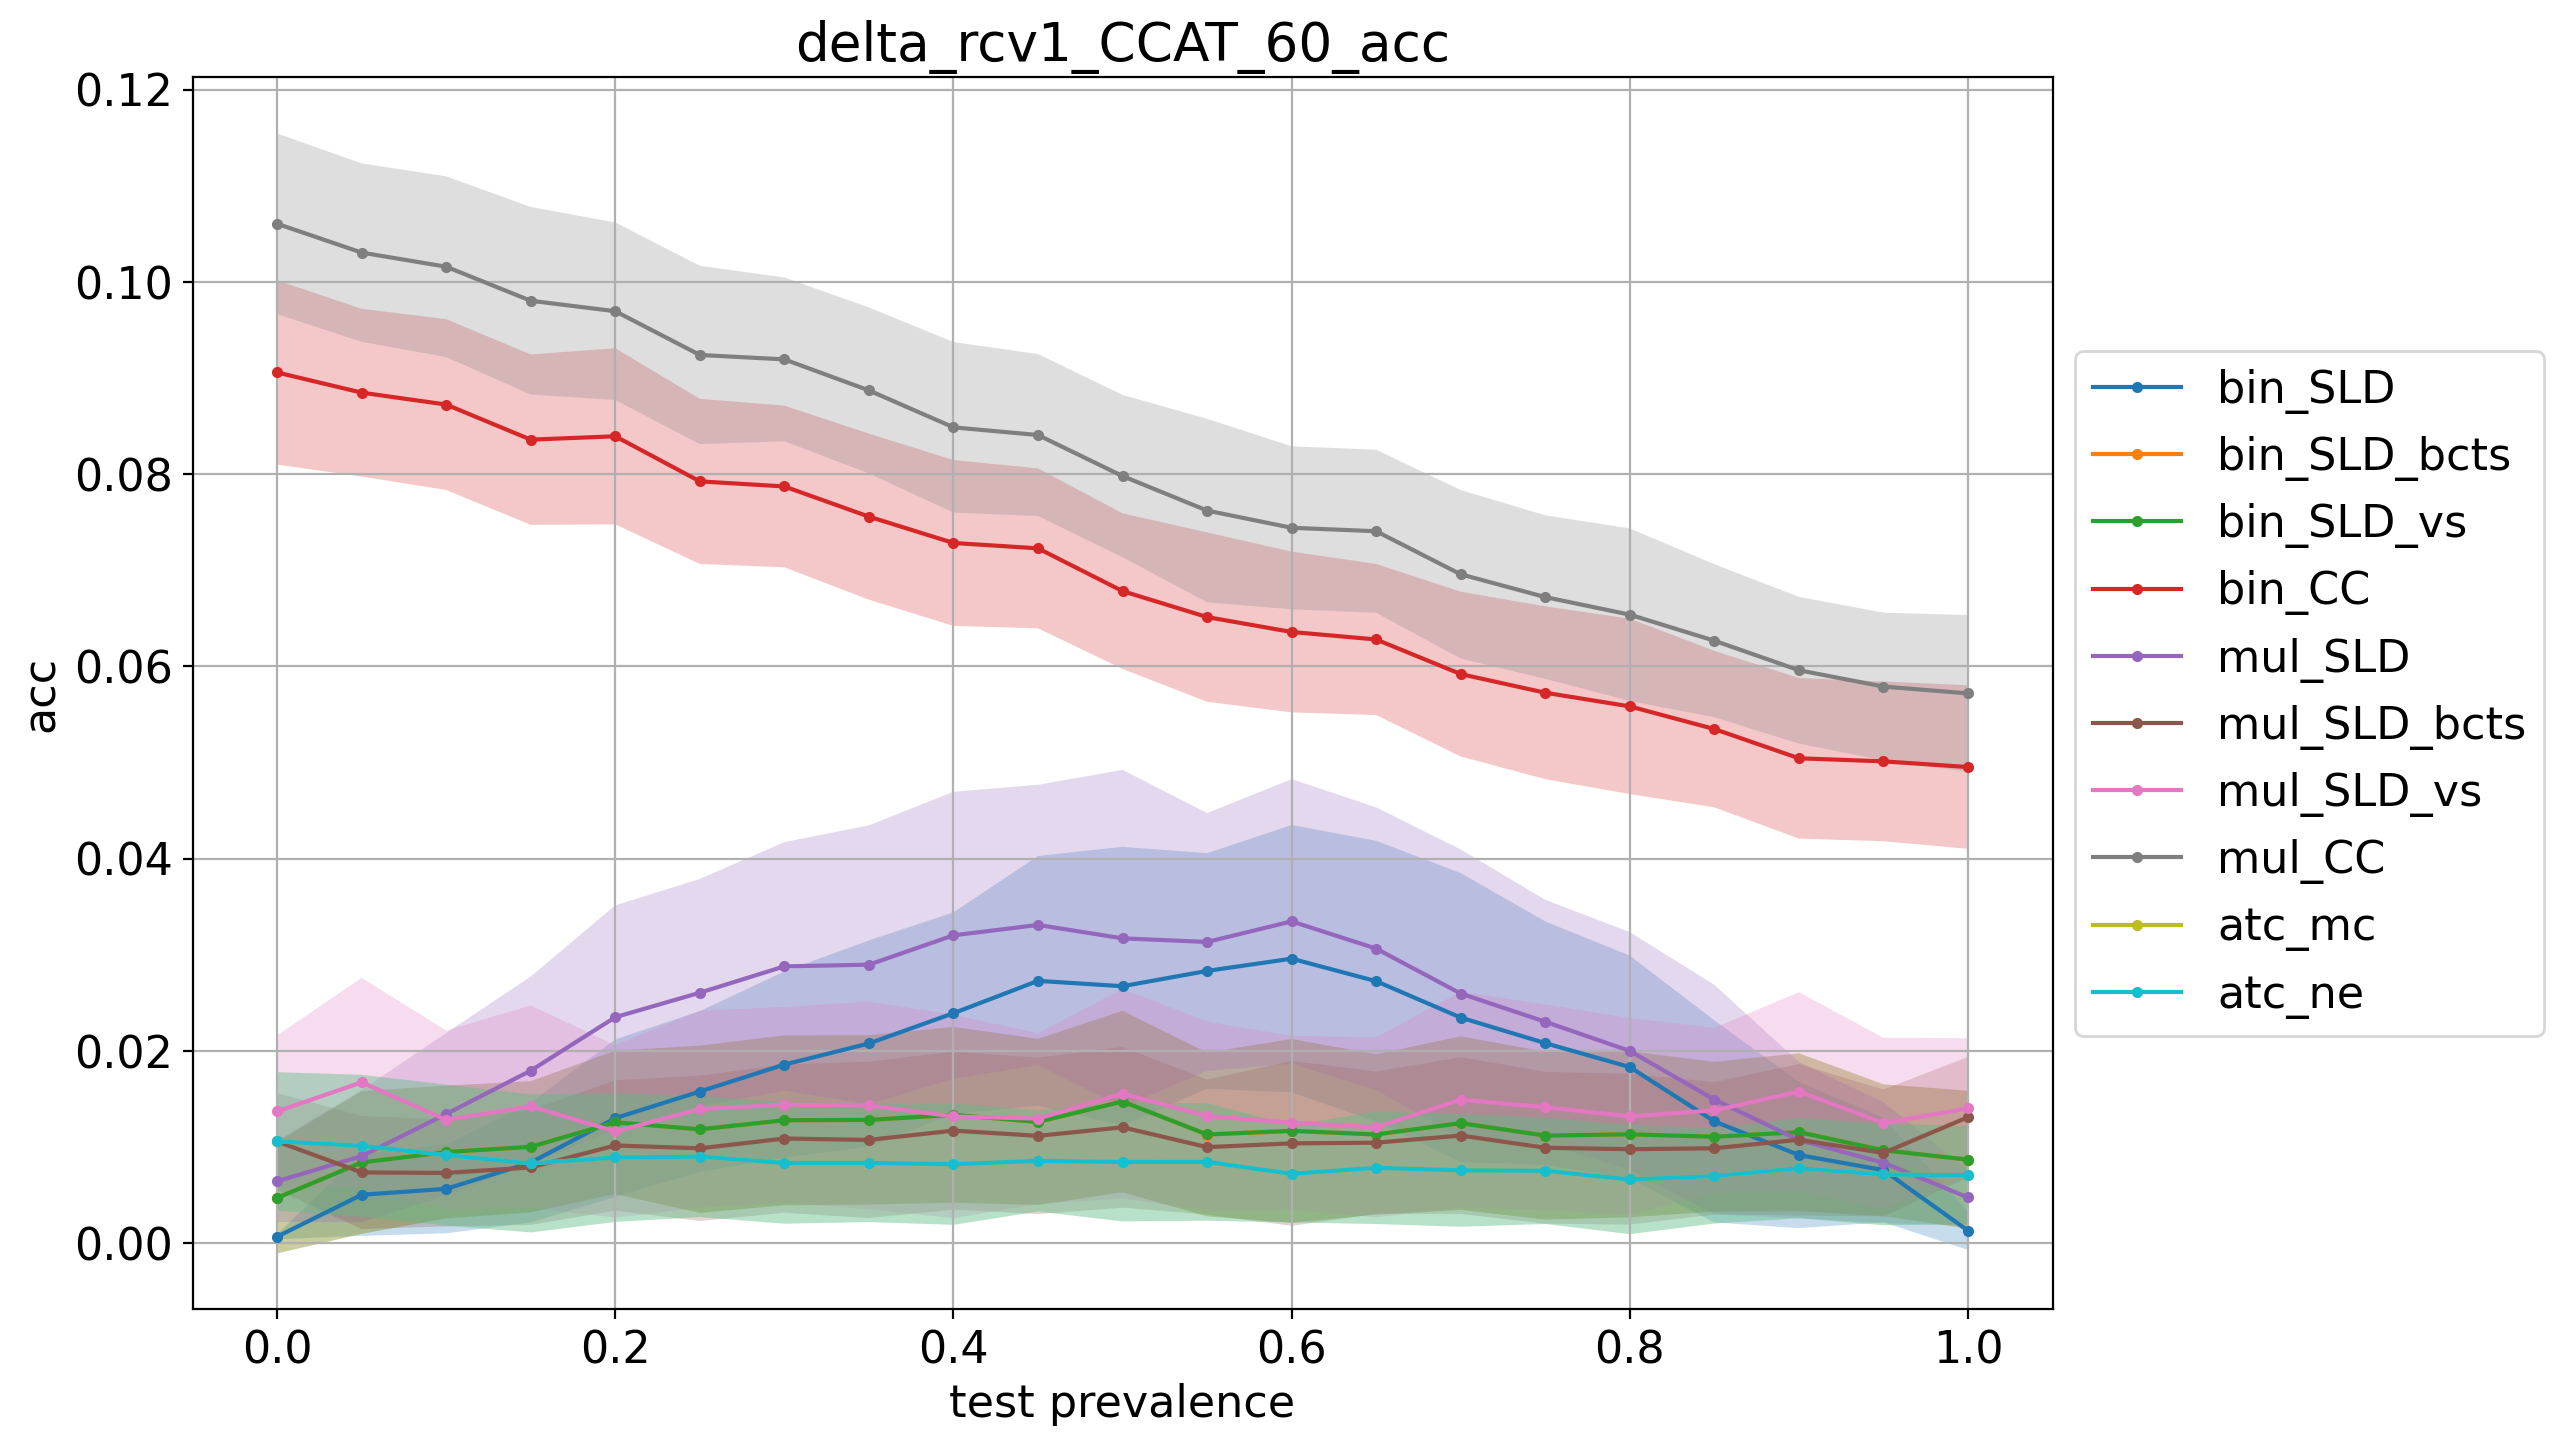 delta_rcv1_CCAT_60_acc
0.12
0.10
0.08
0.06
0.04
0.02
0.00
acc
0.0 0.2 0.4 0.6 0.8 1.0
test prevalence
bin_SLD
bin_SLD_bcts
bin_SLD_vs
bin_CC
mul_SLD
mul_SLD_bcts
mul_SLD_vs
mul_CC
atc_mc
atc_ne